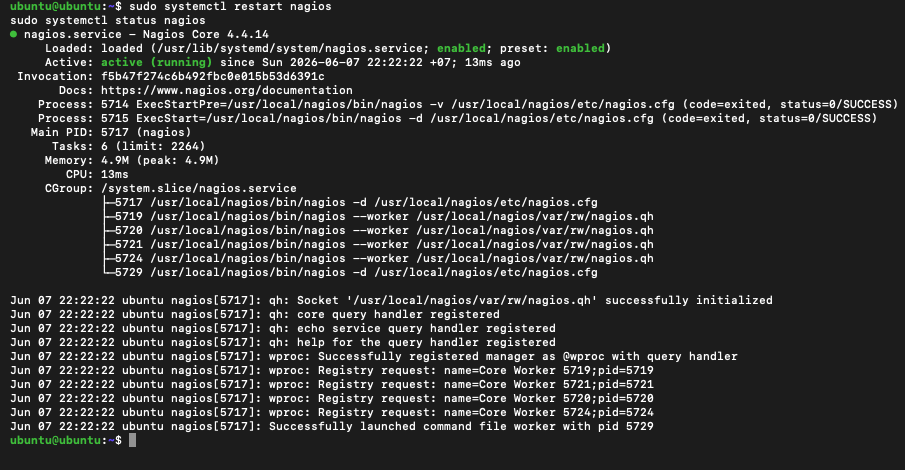 ubuntu@ubuntu:~$ sudo systemctl restart nagios
sudo systemctl status nagios
● nagios.service - Nagios Core 4.4.14
Loaded: loaded (/usr/lib/systemd/system/nagios.service; enabled; preset: enabled)
Active: active (running) since Sun 2026-06-07 22:22:22 +07; 13ms ago
Invocation: f5b47f274c6b492fbc0e015b53d6391c
Docs: https://www.nagios.org/documentation
Process: 5714 ExecStartPre=/usr/local/nagios/bin/nagios -v /usr/local/nagios/etc/nagios.cfg (code=exited, status=0/SUCCESS)
Process: 5715 ExecStart=/usr/local/nagios/bin/nagios -d /usr/local/nagios/etc/nagios.cfg (code=exited, status=0/SUCCESS)
Main PID: 5717 (nagios)
Tasks: 6 (limit: 2264)
Memory: 4.9M (peak: 4.9M)
CPU: 13ms
CGroup: /system.slice/nagios.service
├─5717 /usr/local/nagios/bin/nagios -d /usr/local/nagios/etc/nagios.cfg
├─5719 /usr/local/nagios/bin/nagios --worker /usr/local/nagios/var/rw/nagios.qh
├─5720 /usr/local/nagios/bin/nagios --worker /usr/local/nagios/var/rw/nagios.qh
├─5721 /usr/local/nagios/bin/nagios --worker /usr/local/nagios/var/rw/nagios.qh
├─5724 /usr/local/nagios/bin/nagios --worker /usr/local/nagios/var/rw/nagios.qh
└─5729 /usr/local/nagios/bin/nagios -d /usr/local/nagios/etc/nagios.cfg
Jun 07 22:22:22 ubuntu nagios[5717]: qh: Socket '/usr/local/nagios/var/rw/nagios.qh' successfully initialized
Jun 07 22:22:22 ubuntu nagios[5717]: qh: core query handler registered
Jun 07 22:22:22 ubuntu nagios[5717]: qh: echo service query handler registered
Jun 07 22:22:22 ubuntu nagios[5717]: qh: help for the query handler registered
Jun 07 22:22:22 ubuntu nagios[5717]: wproc: Successfully registered manager as @wproc with query handler
Jun 07 22:22:22 ubuntu nagios[5717]: wproc: Registry request: name=Core Worker 5719;pid=5719
Jun 07 22:22:22 ubuntu nagios[5717]: wproc: Registry request: name=Core Worker 5721;pid=5721
Jun 07 22:22:22 ubuntu nagios[5717]: wproc: Registry request: name=Core Worker 5720;pid=5720
Jun 07 22:22:22 ubuntu nagios[5717]: wproc: Registry request: name=Core Worker 5724;pid=5724
Jun 07 22:22:22 ubuntu nagios[5717]: Successfully launched command file worker with pid 5729
ubuntu@ubuntu:~$